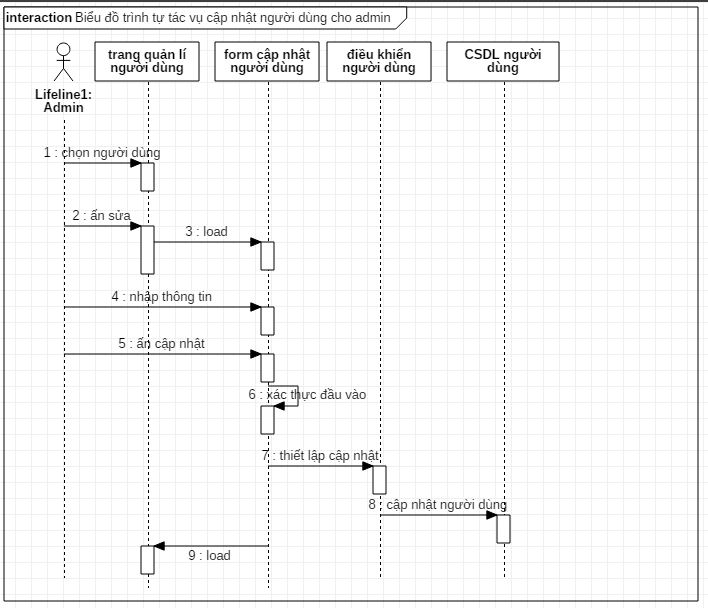 interaction Biểu đồ trình tự tác vụ cập nhật người dùng cho admin
trang quản lí
người dùng
form cập nhật
người dùng
điều khiển
người dùng
CSDL người
dùng
Lifeline1:
Admin
1 : chọn người dùng
2 : ấn sửa
3 : load
4 : nhập thông tin
5 : ấn cập nhật
6 : xác thực đầu vào
7 : thiết lập cập nhật
8 : cập nhật người dùng
9 : load